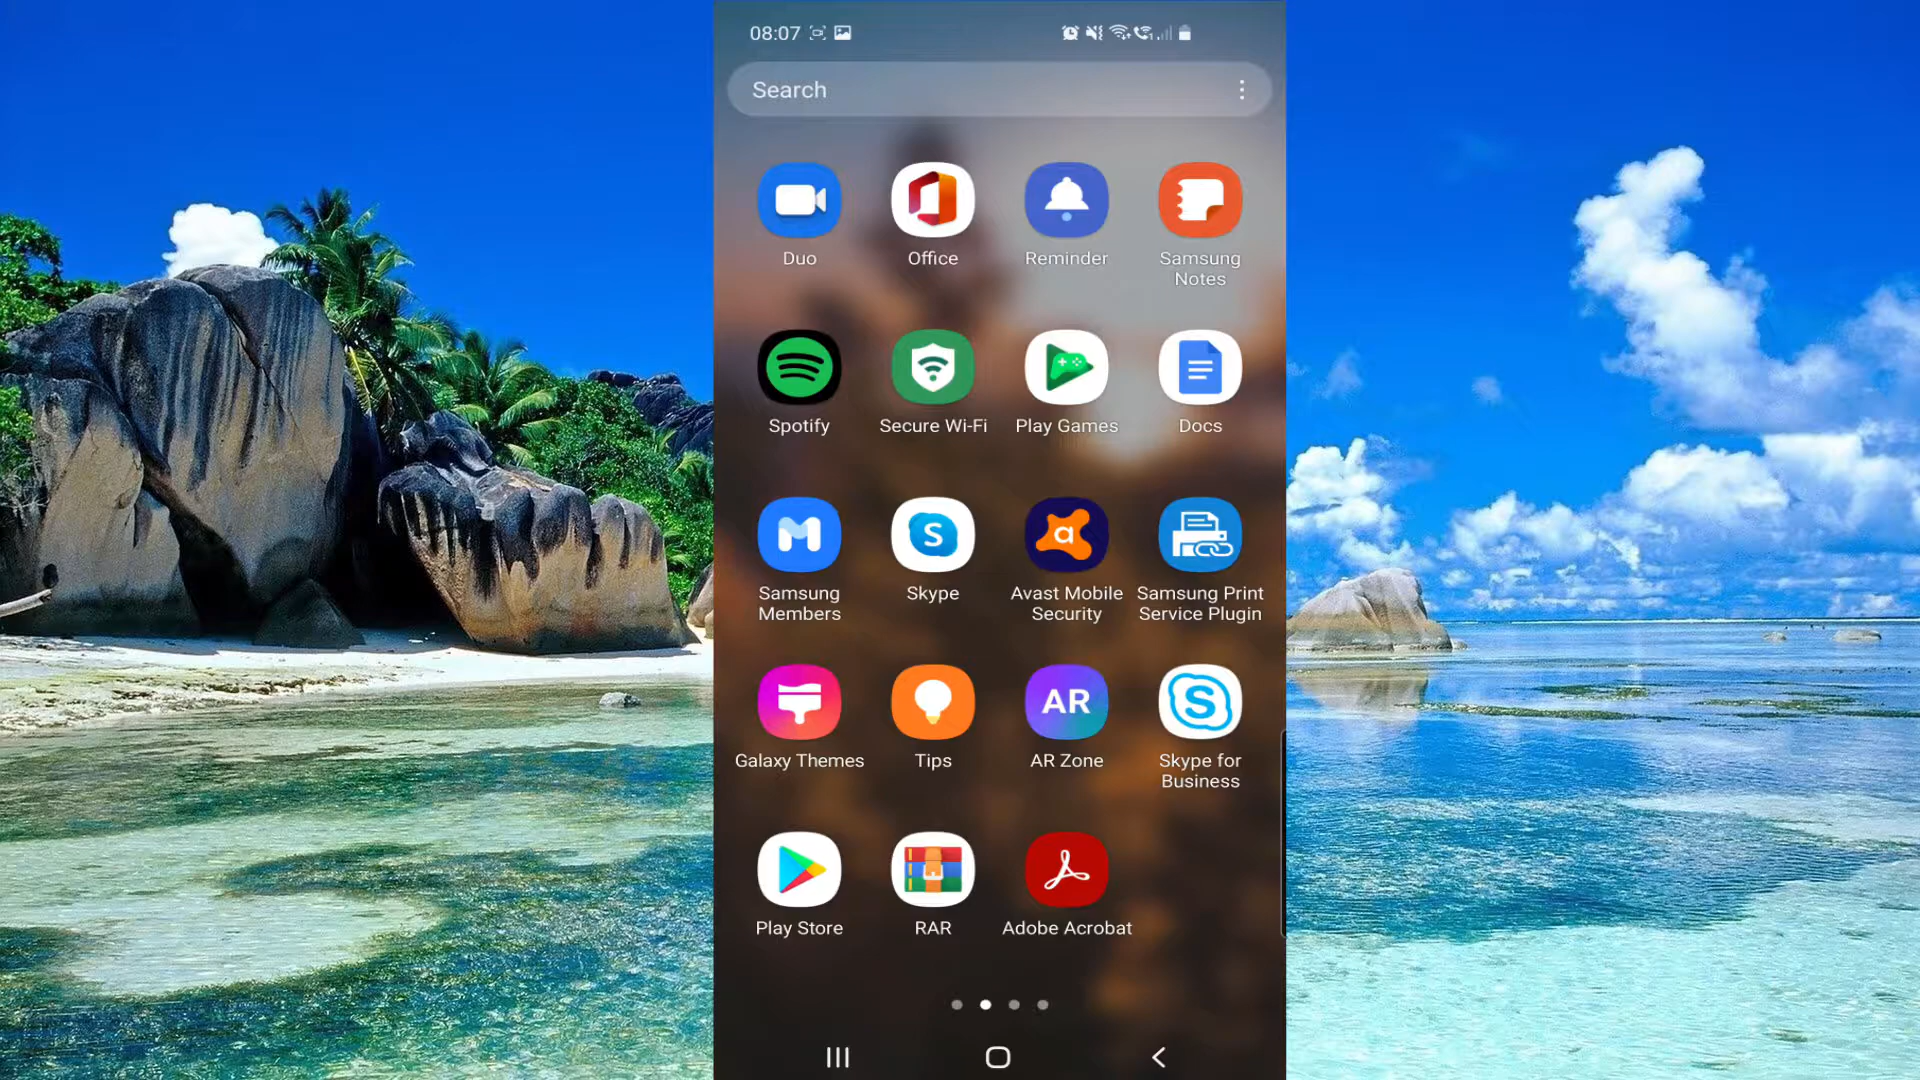 08:07
Search
Duo
Office
Reminder
Samsung
Notes
Spotify
Secure Wi-Fi
Play Games
Docs
Samsung
Members
Skype
Avast Mobile
Security
Samsung Print
Service Plugin
Galaxy Themes
Tips
AR
AR Zone
Skype for
Business
Play Store
RAR
Adobe Acrobat